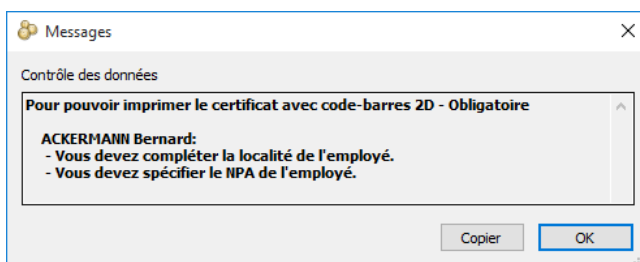 Messages
Contrôle des données
Pour pouvoir imprimer le certificat avec code-barres 2D - Obligatoire
ACKERMANN Bernard:
- Vous devez compléter la localité de l'employé.
- Vous devez spécifier le NPA de l'employé.
Copier OK